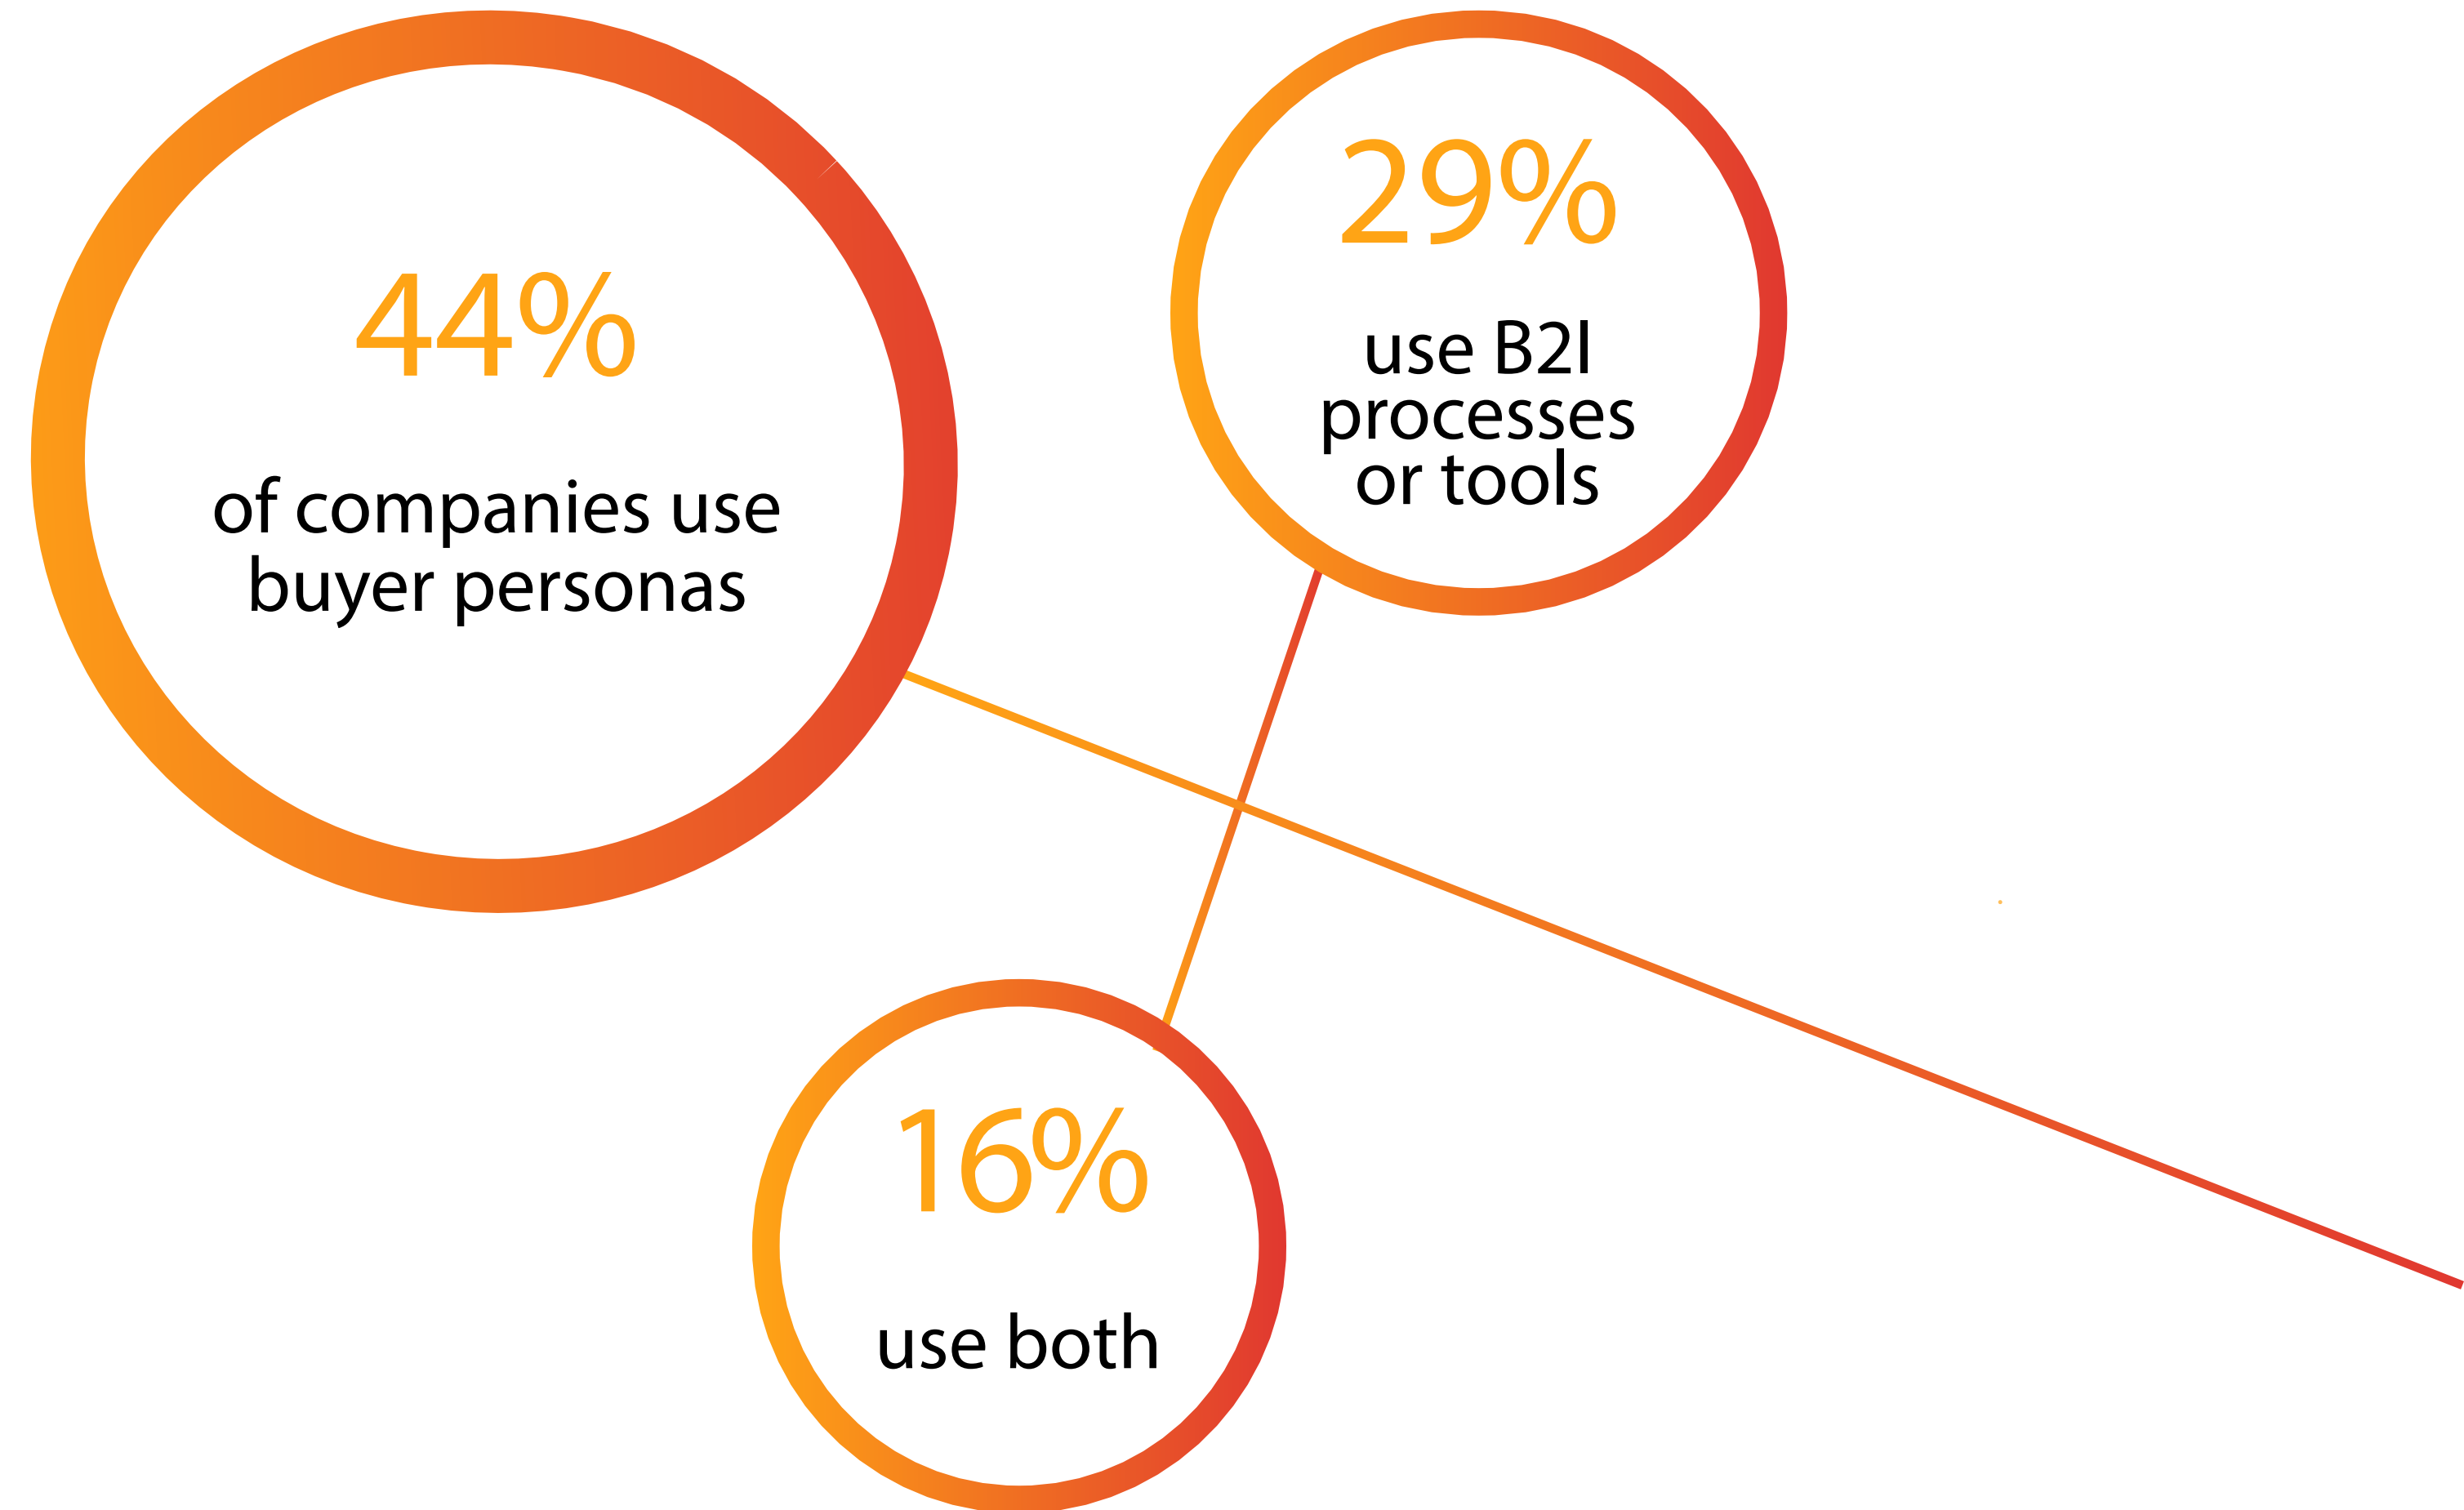 44%
of companies use
buyer personas
29%
use B2I
processes
or tools
16%
use both